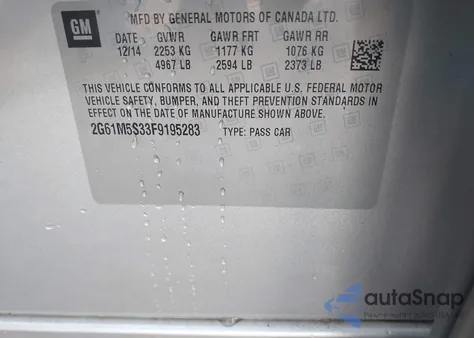 MFD BY GENERAL MOTORS OF CANADA LTD.
GM
DATE GVWR GAWR FRT GAWR RR
12/14 2253 KG 1177 KG 1076 KG
4967 LB 2594 LB 2373 LB
THIS VEHICLE CONFORMS TO ALL APPLICABLE U.S. FEDERAL MOTOR
VEHICLE SAFETY, BUMPER, AND THEFT PREVENTION STANDARDS IN
EFFECT ON THE DATE OF MANUFACTURE SHOWN ABOVE.
2G61M5S33F9195283 TYPE: PASS CAR
autoSnap